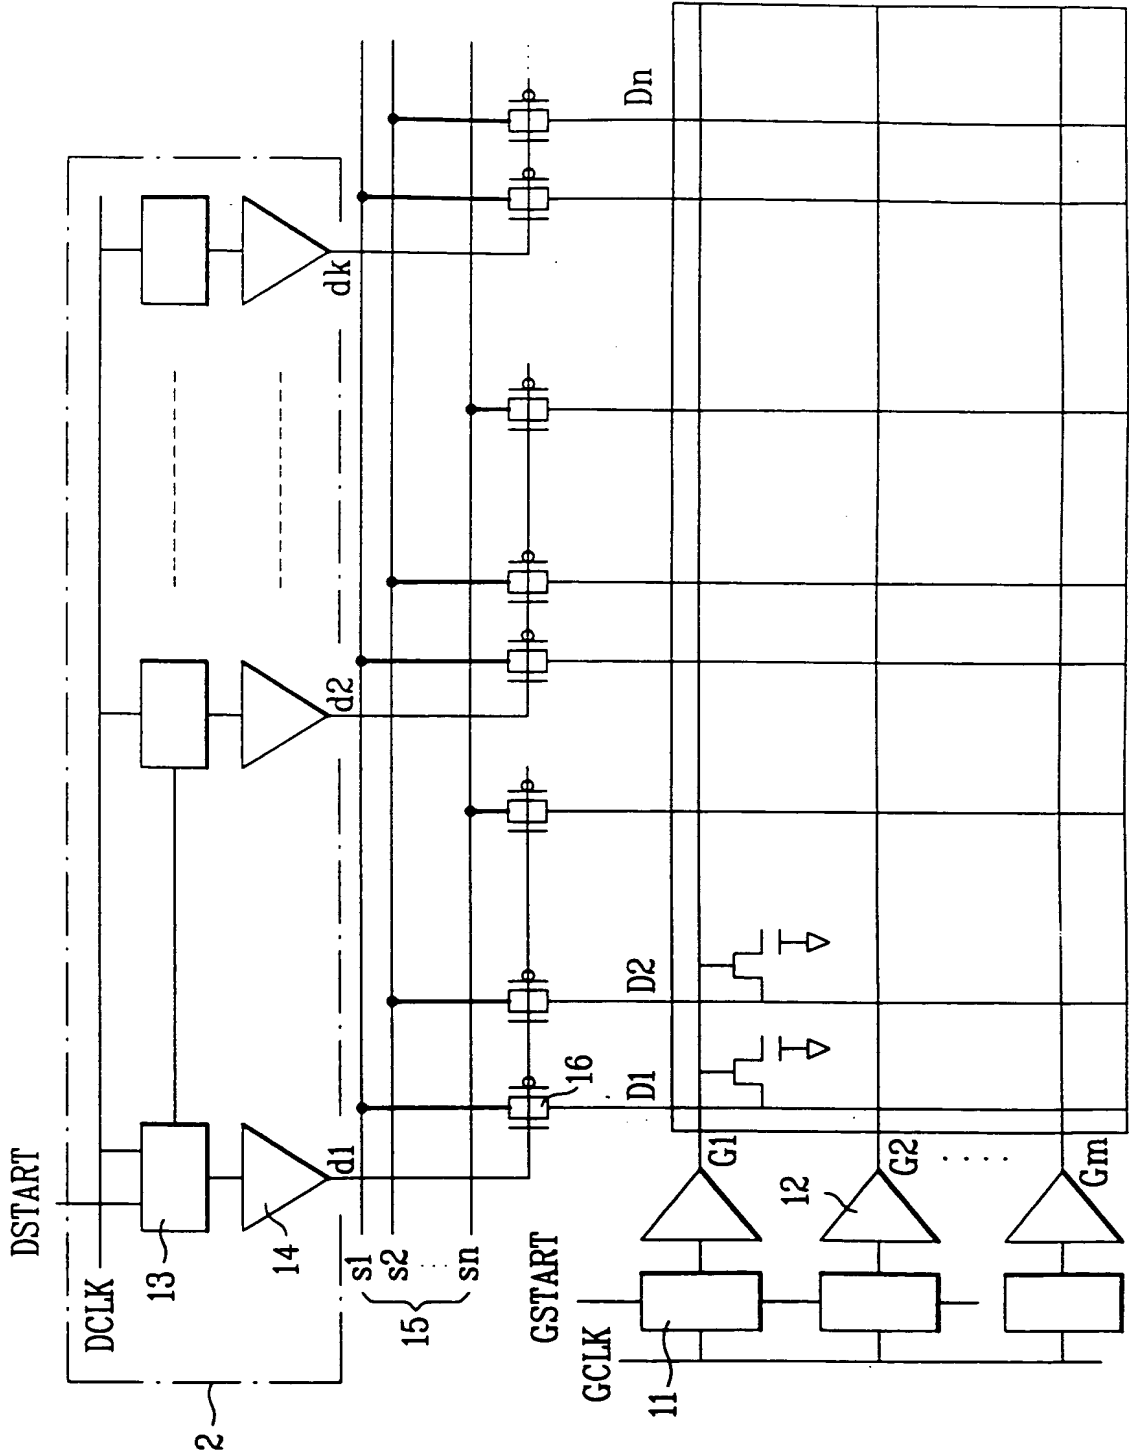 DSTART
DCLK
13
14
2
d1
d2
dk
s1
s2
sn
15
16
D1
D2
Dn
GSTART
GCLK
11
12
G1
G2
Gm